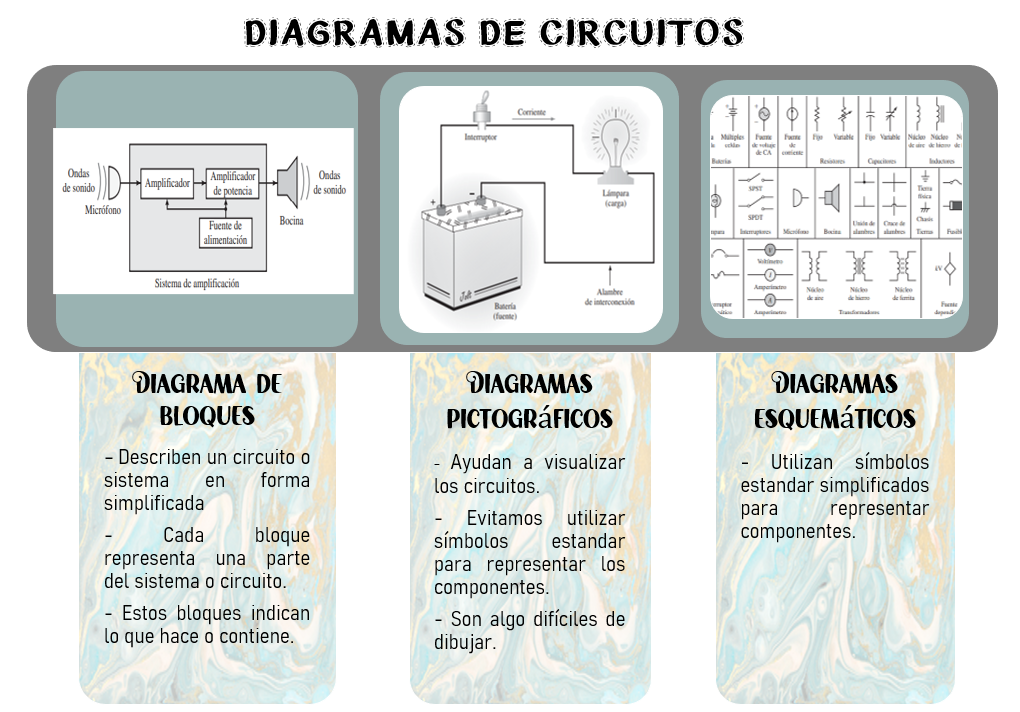 DIAGRAMAS DE CIRCUITOS
Ondas
de sonido
Micrófono
Amplificador
Amplificador
de potencia
Fuente de
alimentación
Bocina
Ondas
de sonido
Sistema de amplificación
Interruptor
Corriente
Lámpara
(carga)
+
-
Batería
(fuente)
Alambre
de interconexión
Múltiples
celdas
Baterías
Fuente
de voltaje
de CA
Fuente
de
corriente
Fijo
Variable
Resistores
Fijo
Variable
Capacitores
Núcleo
de aire
Núcleo
de hierro
Inductores
SPST
SPDT
Interruptores
Micrófono
Bocina
Unión de
alambres
Cruce de
alambres
Tierra
física
Chasis
Tierras
Voltímetro
Amperímetro
Amperímetro
Núcleo
de aire
Núcleo
de hierro
Núcleo
de ferrita
Transformadores
kV
Fuente
DIAGRAMA DE
BLOQUES
- Describen un circuito o
sistema en forma
simplificada
- Cada bloque
representa una parte
del sistema o circuito.
- Estos bloques indican
lo que hace o contiene.
DIAGRAMAS
PICTOGRáFICOS
- Ayudan a visualizar
los circuitos.
- Evitamos utilizar
símbolos estandar
para representar los
componentes.
- Son algo difíciles de
dibujar.
DIAGRAMAS
ESQUEMáTICOS
- Utilizan símbolos
estandar simplificados
para representar
componentes.